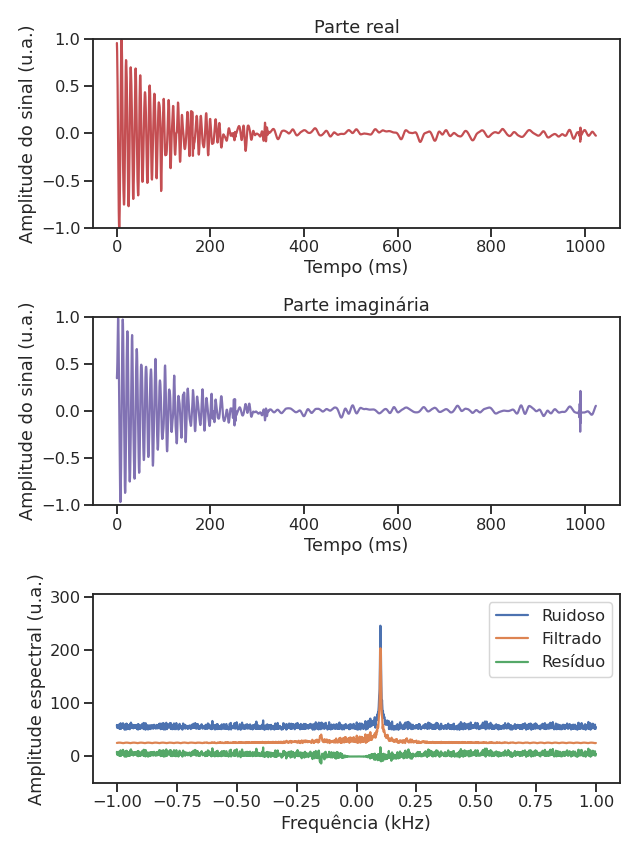 Parte real
Amplitude do sinal (u.a.)
1.0
0.5
0.0
−0.5
−1.0
0 200 400 600 800 1000
Tempo (ms)
Parte imaginária
Amplitude do sinal (u.a.)
1.0
0.5
0.0
−0.5
−1.0
0 200 400 600 800 1000
Tempo (ms)
Amplitude espectral (u.a.)
300
200
100
0
Ruidoso
Filtrado
Resíduo
−1.00 −0.75 −0.50 −0.25 0.00 0.25 0.50 0.75 1.00
Frequência (kHz)